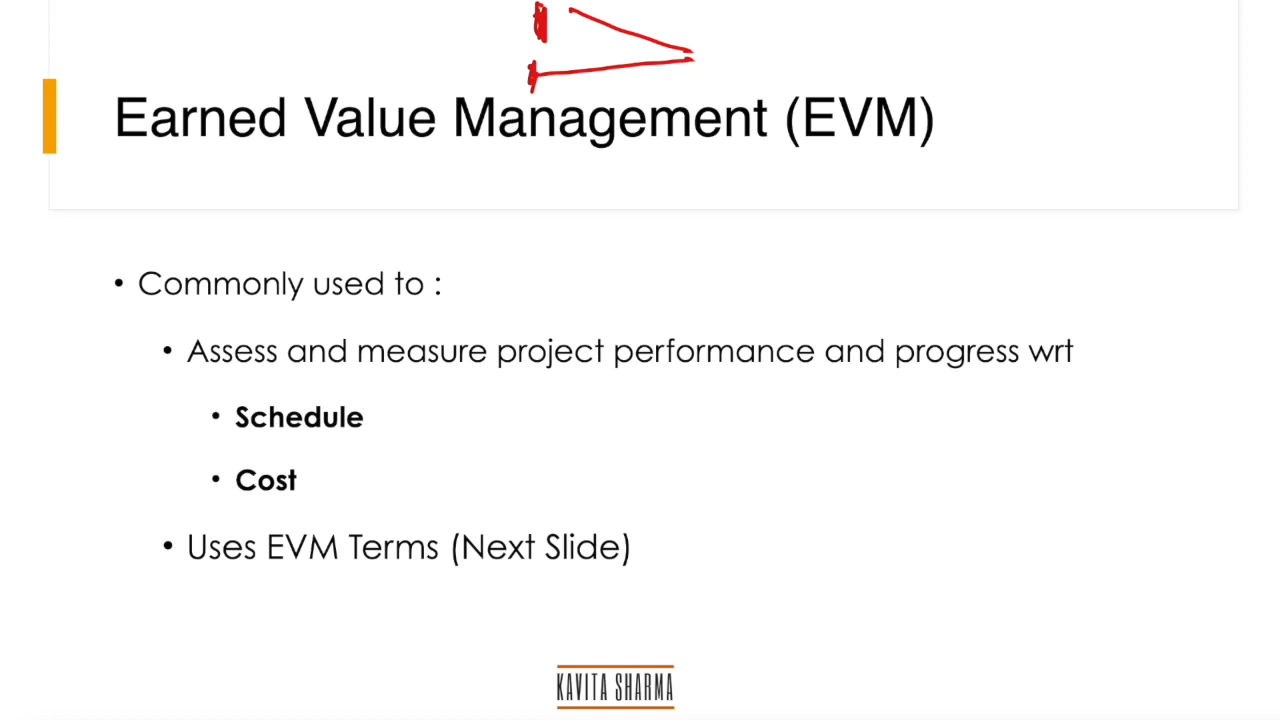 Earned Value Management (EVM)
• Commonly used to :
• Assess and measure project performance and progress wrt
• Schedule
• Cost
• Uses EVM Terms (Next Slide)
KAVITA SHARMA